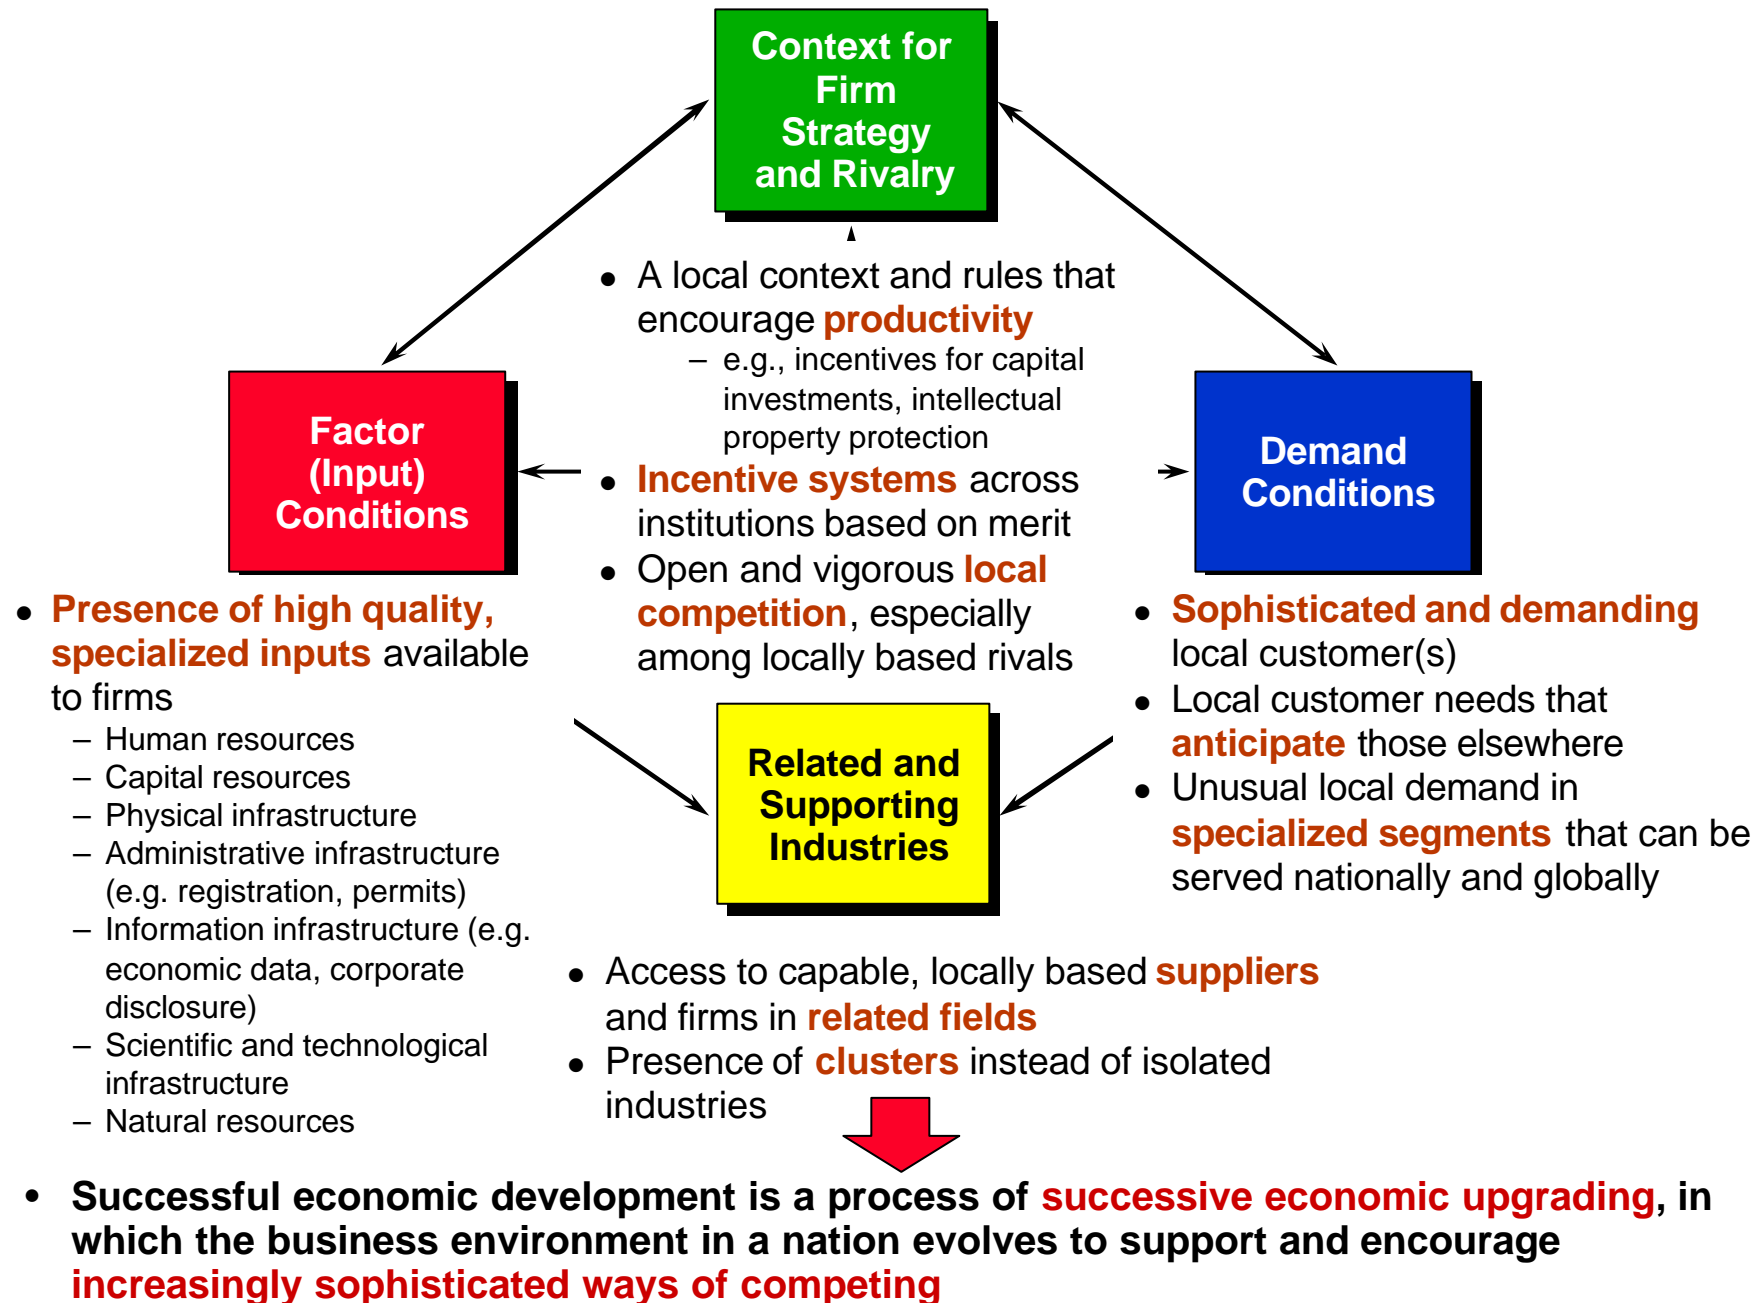 Context for
Firm
Strategy
and Rivalry
● A local context and rules that
encourage productivity
– e.g., incentives for capital
investments, intellectual
property protection
● Incentive systems across
institutions based on merit
● Open and vigorous local
competition, especially
among locally based rivals
Factor
(Input)
Conditions
● Presence of high quality,
specialized inputs available
to firms
– Human resources
– Capital resources
– Physical infrastructure
– Administrative infrastructure
(e.g. registration, permits)
– Information infrastructure (e.g.
economic data, corporate
disclosure)
– Scientific and technological
infrastructure
– Natural resources
Demand
Conditions
● Sophisticated and demanding
local customer(s)
● Local customer needs that
anticipate those elsewhere
● Unusual local demand in
specialized segments that can be
served nationally and globally
Related and
Supporting
Industries
● Access to capable, locally based suppliers
and firms in related fields
● Presence of clusters instead of isolated
industries
• Successful economic development is a process of successive economic upgrading, in
which the business environment in a nation evolves to support and encourage
increasingly sophisticated ways of competing